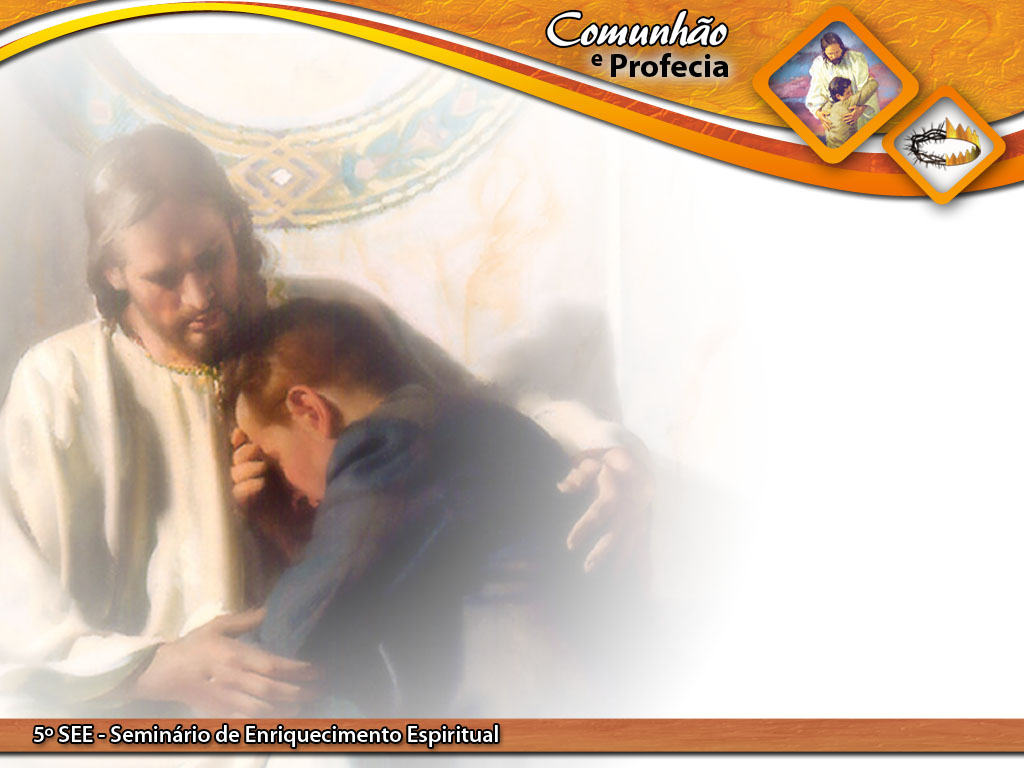 Comunhão
e Profecia
5º SEE - Seminário de Enriquecimento Espiritual